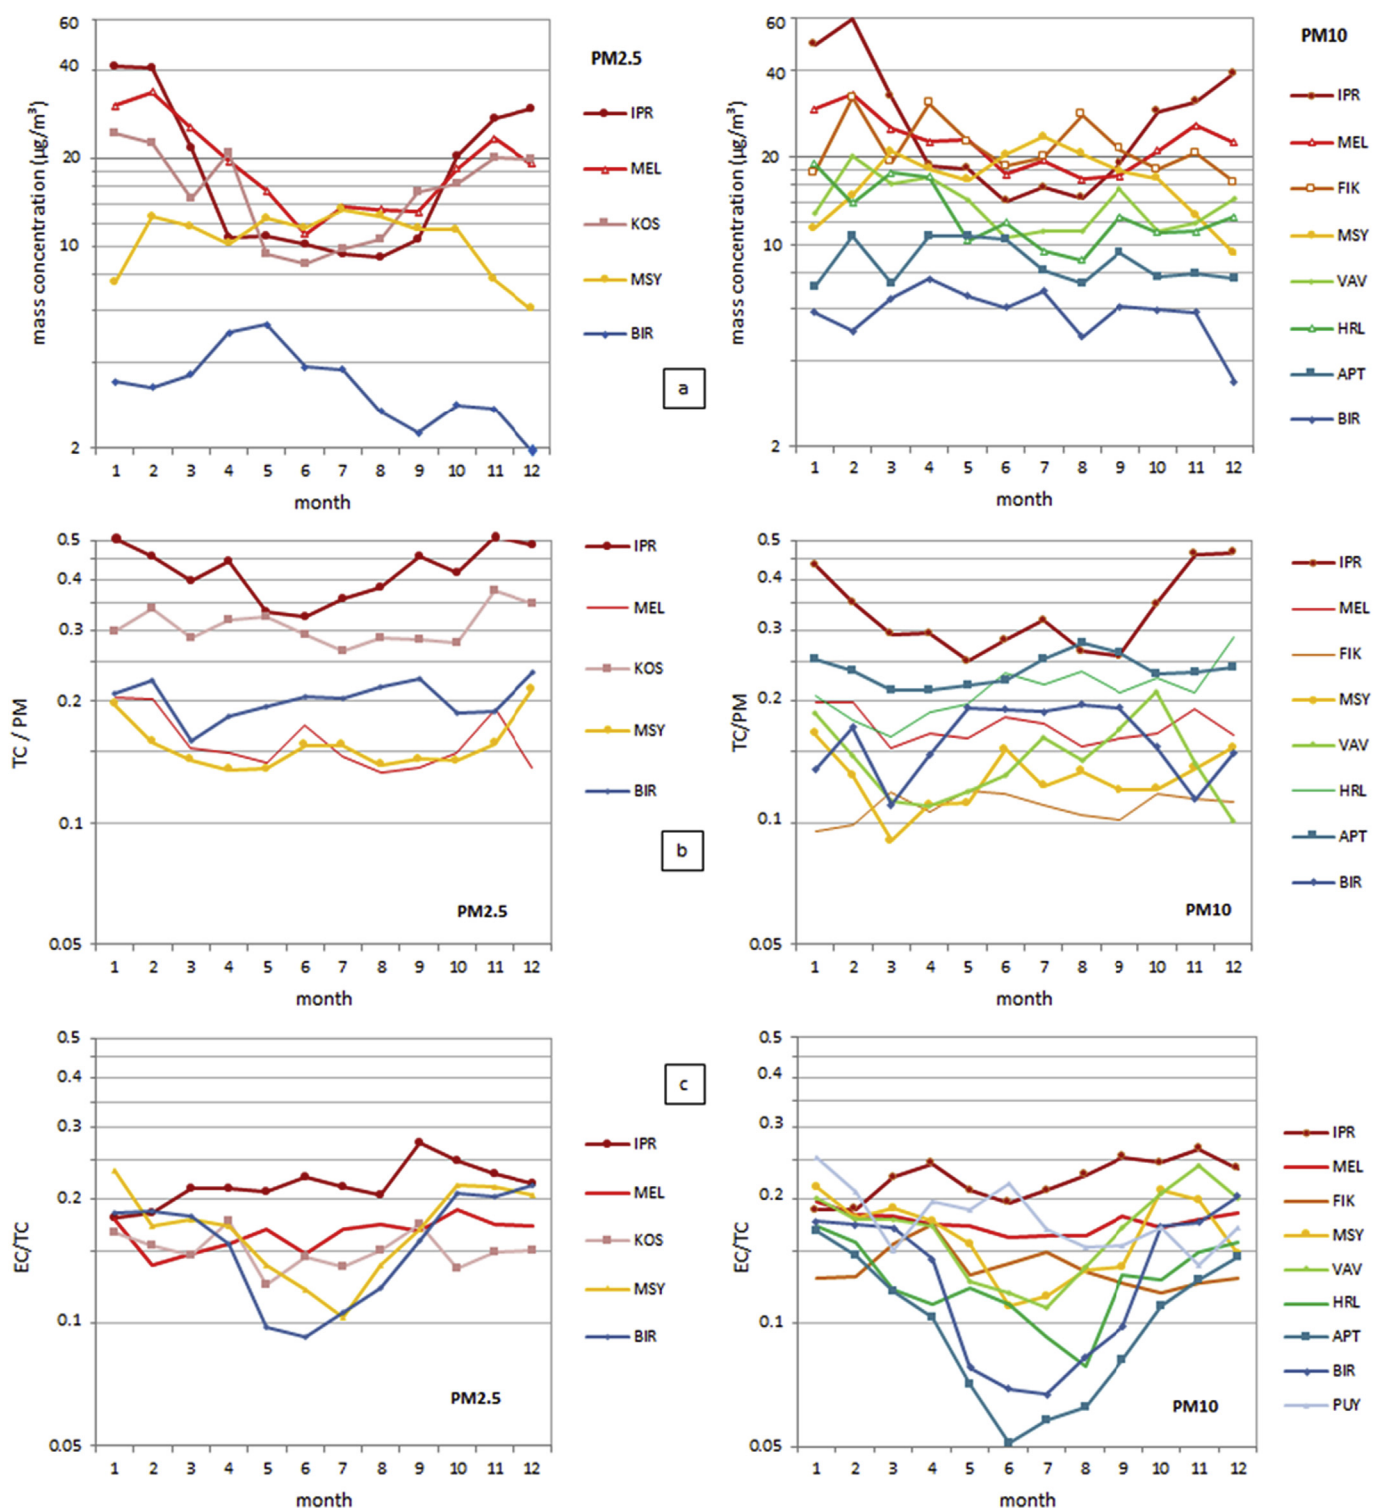 60
40
20
10
2
mass concentration (µg/m³)
1 2 3 4 5 6 7 8 9 10 11 12
month
PM2.5
IPR
MEL
KOS
MSY
BIR
a
60
40
20
10
2
mass concentration (µg/m³)
1 2 3 4 5 6 7 8 9 10 11 12
month
PM10
IPR
MEL
FIK
MSY
VAV
HRL
APT
BIR
0.5
0.4
0.3
0.2
0.1
0.05
TC / PM
1 2 3 4 5 6 7 8 9 10 11 12
month
PM2.5
IPR
MEL
KOS
MSY
BIR
b
0.5
0.4
0.3
0.2
0.1
0.05
TC/PM
1 2 3 4 5 6 7 8 9 10 11 12
month
PM10
IPR
MEL
FIK
MSY
VAV
HRL
APT
BIR
0.5
0.4
0.3
0.2
0.1
0.05
EC/TC
1 2 3 4 5 6 7 8 9 10 11 12
month
PM2.5
IPR
MEL
KOS
MSY
BIR
c
0.5
0.4
0.3
0.2
0.1
0.05
EC/TC
1 2 3 4 5 6 7 8 9 10 11 12
month
PM10
IPR
MEL
FIK
MSY
VAV
HRL
APT
BIR
PUY